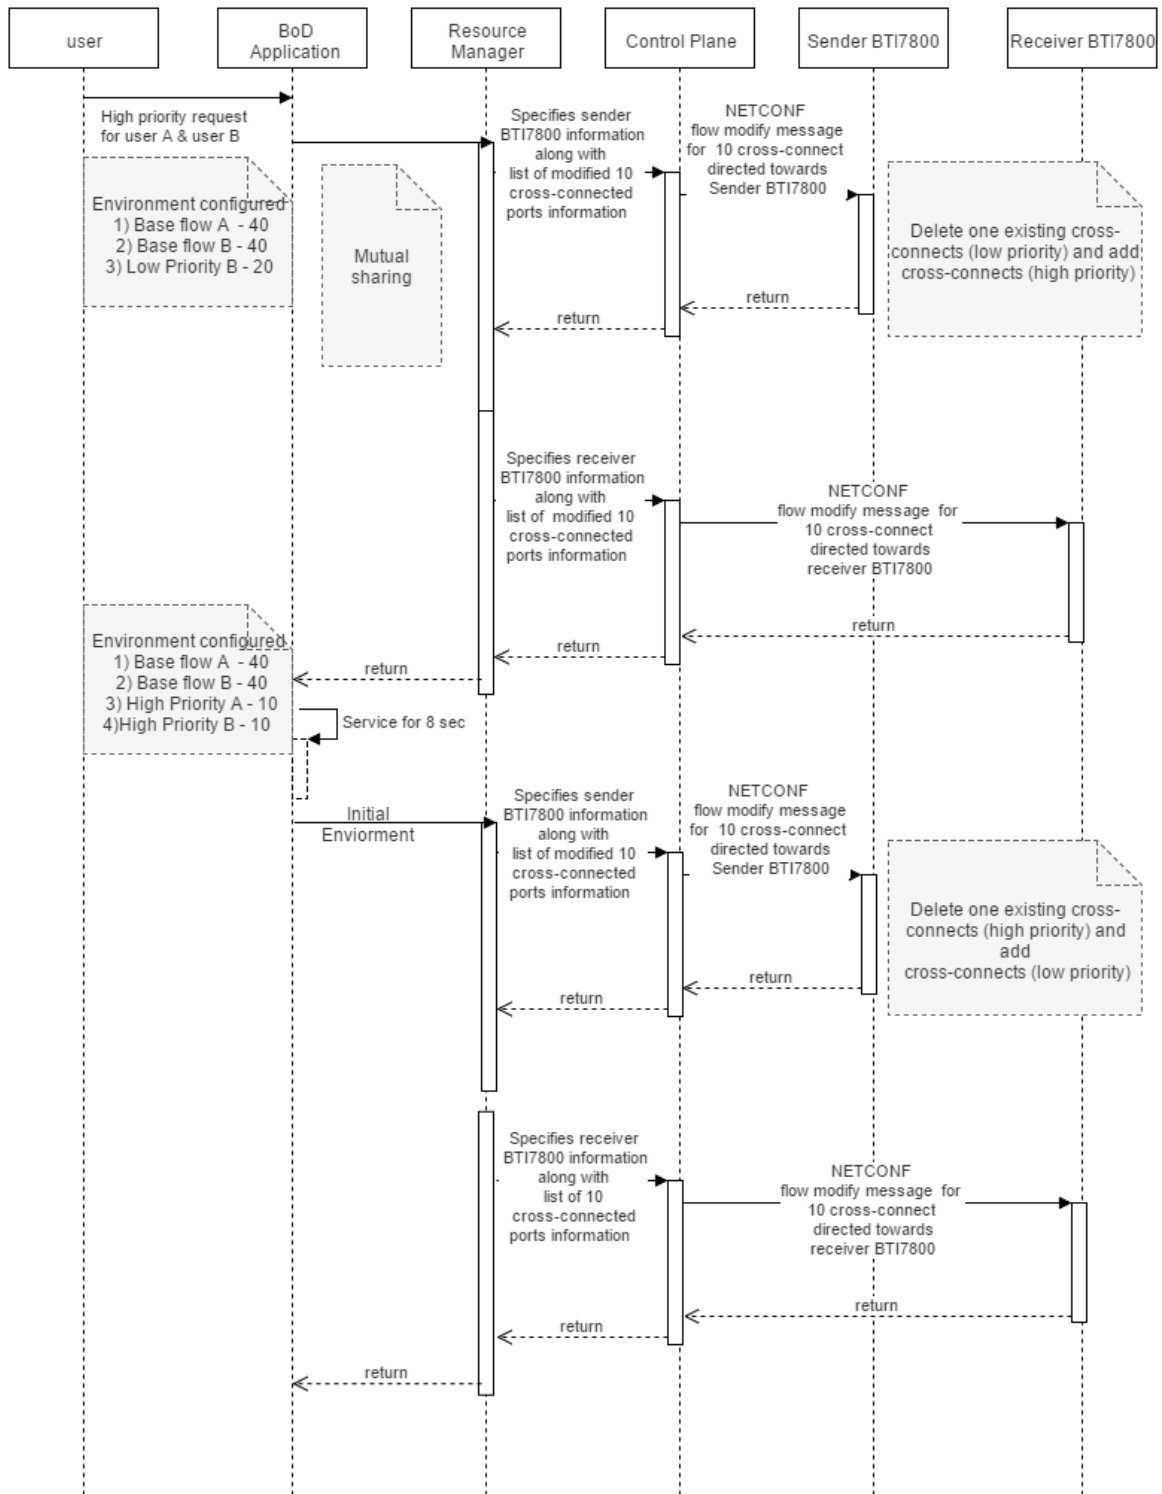 user
BoD
Application
Resource
Manager
Control Plane
Sender BTI7800
Receiver BTI7800
High priority request
for user A & user B
Environment configured
1) Base flow A - 40
2) Base flow B - 40
3) Low Priority B - 20
Mutual
sharing
Specifies sender
BTI7800 information
along with
list of modified 10
cross-connected
ports information
NETCONF
flow modify message
for 10 cross-connect
directed towards
Sender BTI7800
Delete one existing cross-
connects (low priority) and add
cross-connects (high priority)
return
return
Specifies receiver
BTI7800 information
along with
list of modified 10
cross-connected
ports information
NETCONF
flow modify message for
10 cross-connect
directed towards
receiver BTI7800
return
return
return
Environment configured
1) Base flow A - 40
2) Base flow B - 40
3) High Priority A - 10
4)High Priority B - 10
Service for 8 sec
Initial
Enviorment
Specifies sender
BTI7800 information
along with
list of modified 10
cross-connected
ports information
NETCONF
flow modify message
for 10 cross-connect
directed towards
Sender BTI7800
Delete one existing cross-
connects (high priority) and
add
cross-connects (low priority)
return
return
Specifies receiver
BTI7800 information
along with
list of 10
cross-connected
ports information
NETCONF
flow modify message for
10 cross-connect
directed towards
receiver BTI7800
return
return
return